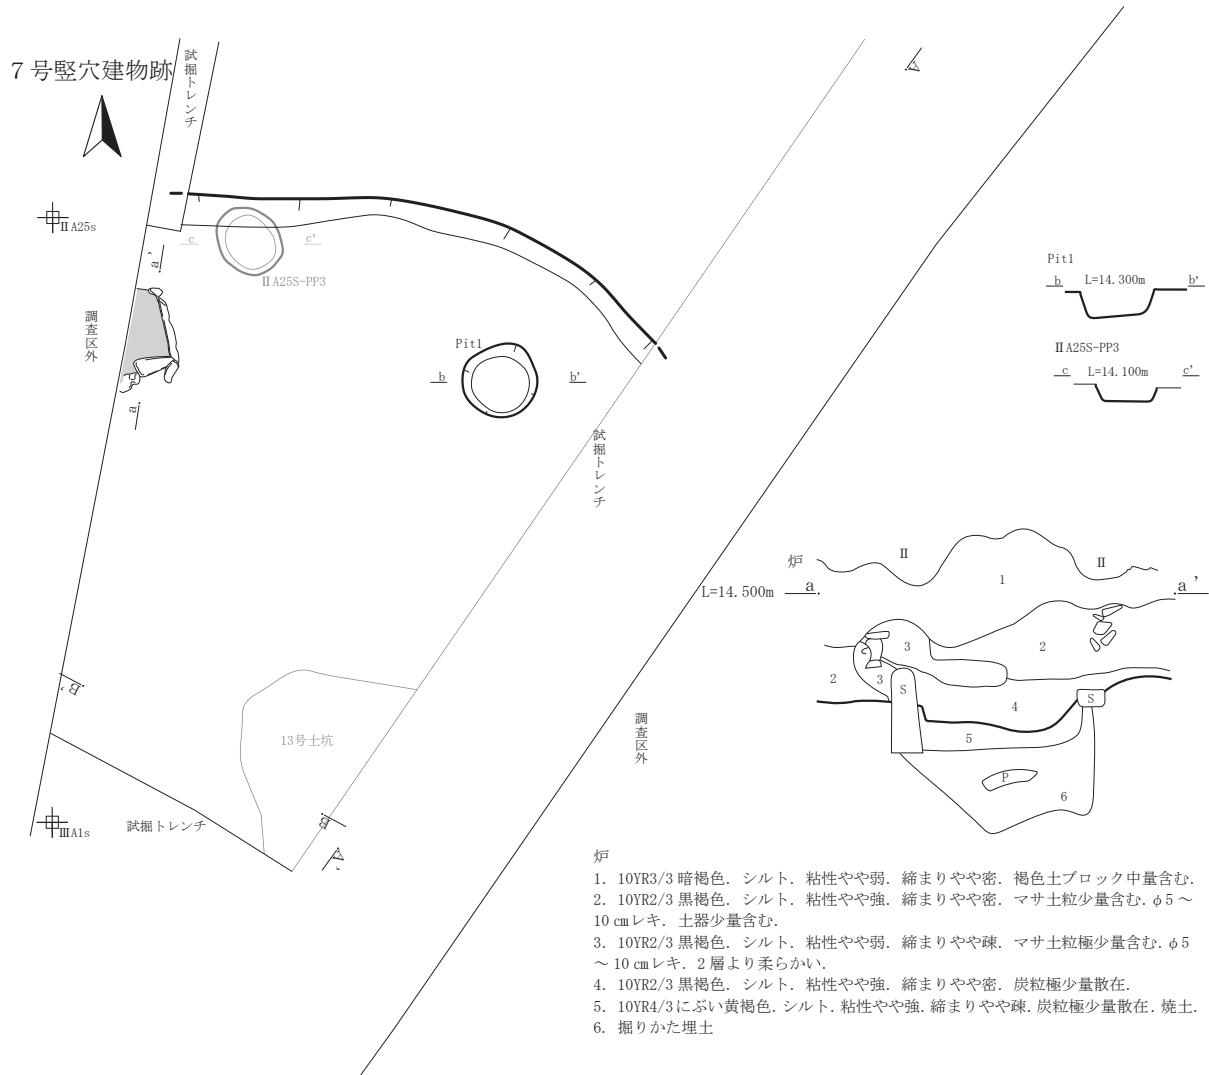 7号竪穴建物跡
試掘トレンチ
ⅡA25s
調査区外
a'
a
c
c'
ⅡA25S-PP3
Pit1
b
b'
試掘トレンチ
A
Pit1
b
L=14.300m
b'
ⅡA25S-PP3
c
L=14.100m
c'
炉
L=14.500m
a
a'
Ⅱ
Ⅱ
1
2
3
2
3
S
4
S
5
P
6
調査区外
B'
13号土坑
B
A'
ⅢA1s
試掘トレンチ
炉
1. 10YR3/3 暗褐色. シルト. 粘性やや弱. 締まりやや密. 褐色土ブロック中量含む.
2. 10YR2/3 黒褐色. シルト. 粘性やや強. 締まりやや密. マサ土粒少量含む. φ5～
10㎝レキ. 土器少量含む.
3. 10YR2/3 黒褐色. シルト. 粘性やや弱. 締まりやや疎. マサ土粒極少量含む. φ5
～10㎝レキ. 2層より柔らかい.
4. 10YR2/3 黒褐色. シルト. 粘性やや強. 締まりやや密. 炭粒極少量散在.
5. 10YR4/3 にぶい黄褐色. シルト. 粘性やや強. 締まりやや疎. 炭粒極少量散在. 焼土.
6. 掘りかた埋土